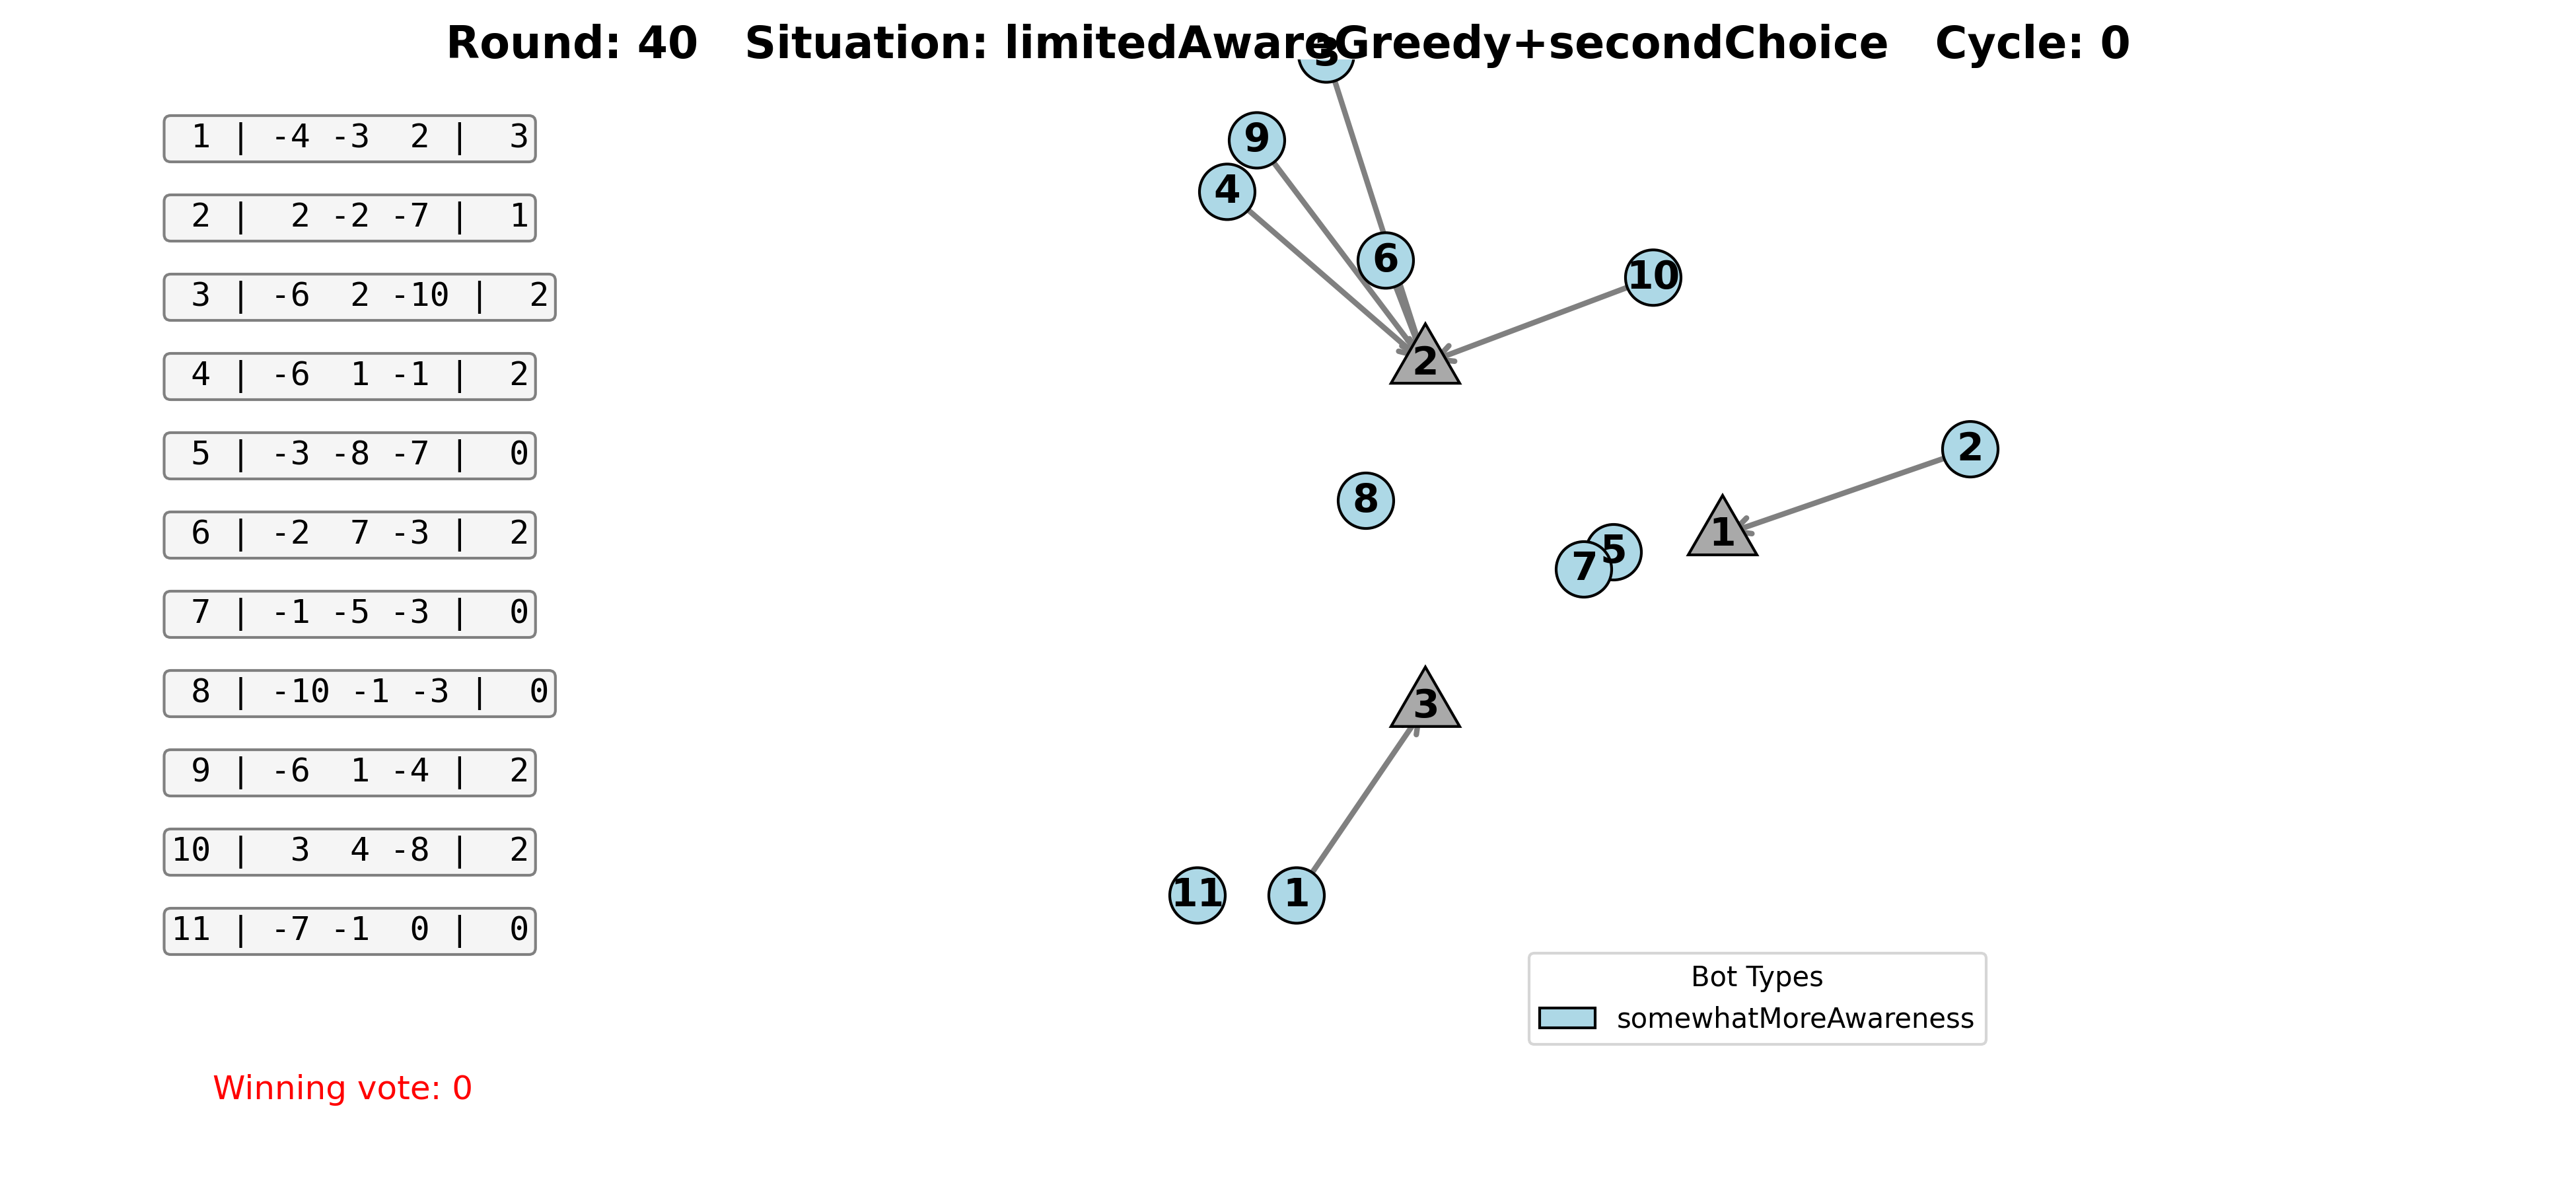 Round: 40   Situation: limitedAwareGreedy+secondChoice   Cycle: 0
1 | -4 -3  2 |  3
2 |  2 -2 -7 |  1
3 | -6  2 -10 |  2
4 | -6  1 -1 |  2
5 | -3 -8 -7 |  0
6 | -2  7 -3 |  2
7 | -1 -5 -3 |  0
8 | -10 -1 -3 |  0
9 | -6  1 -4 |  2
10 |  3  4 -8 |  2
11 | -7 -1  0 |  0
Winning vote: 0
3
9
4
6
10
2
2
8
1
5
7
3
11
1
Bot Types
somewhatMoreAwareness